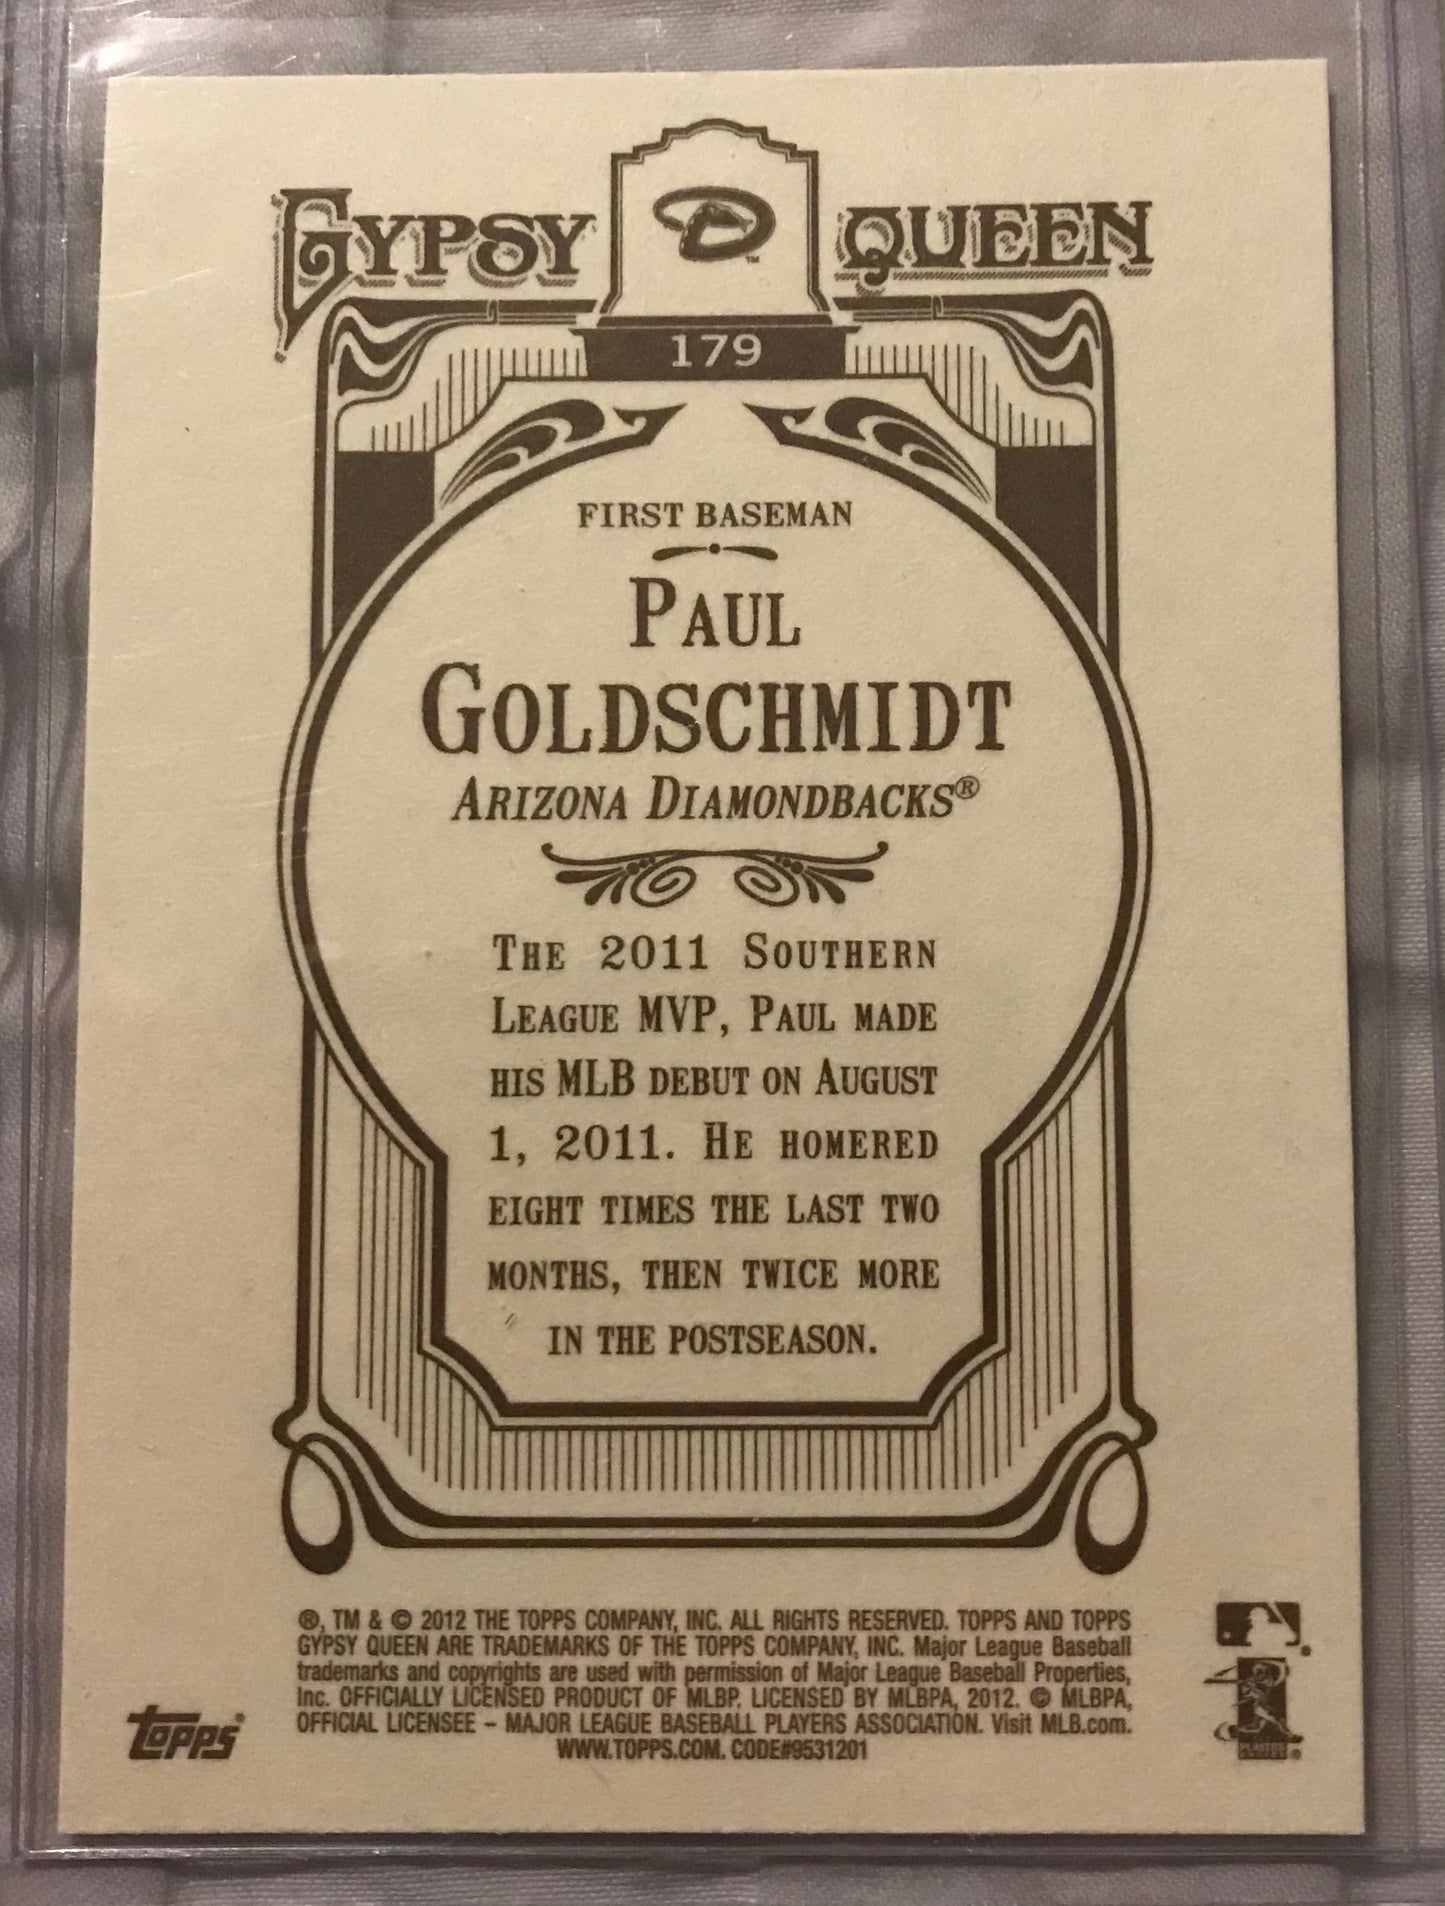 GYPSY QUEEN
D™
179
FIRST BASEMAN
PAUL
GOLDSCHMIDT
ARIZONA DIAMONDBACKS®
THE 2011 SOUTHERN
LEAGUE MVP, PAUL MADE
HIS MLB DEBUT ON AUGUST
1, 2011. HE HOMERED
EIGHT TIMES THE LAST TWO
MONTHS, THEN TWICE MORE
IN THE POSTSEASON.
®, TM & © 2012 THE TOPPS COMPANY, INC. ALL RIGHTS RESERVED. TOPPS AND TOPPS
GYPSY QUEEN ARE TRADEMARKS OF THE TOPPS COMPANY, INC. Major League Baseball
trademarks and copyrights are used with permission of Major League Baseball Properties,
Inc. OFFICIALLY LICENSED PRODUCT OF MLBP. LICENSED BY MLBPA, 2012. © MLBPA,
OFFICIAL LICENSEE – MAJOR LEAGUE BASEBALL PLAYERS ASSOCIATION. Visit MLB.com.
WWW.TOPPS.COM. CODE#9531201
topps®